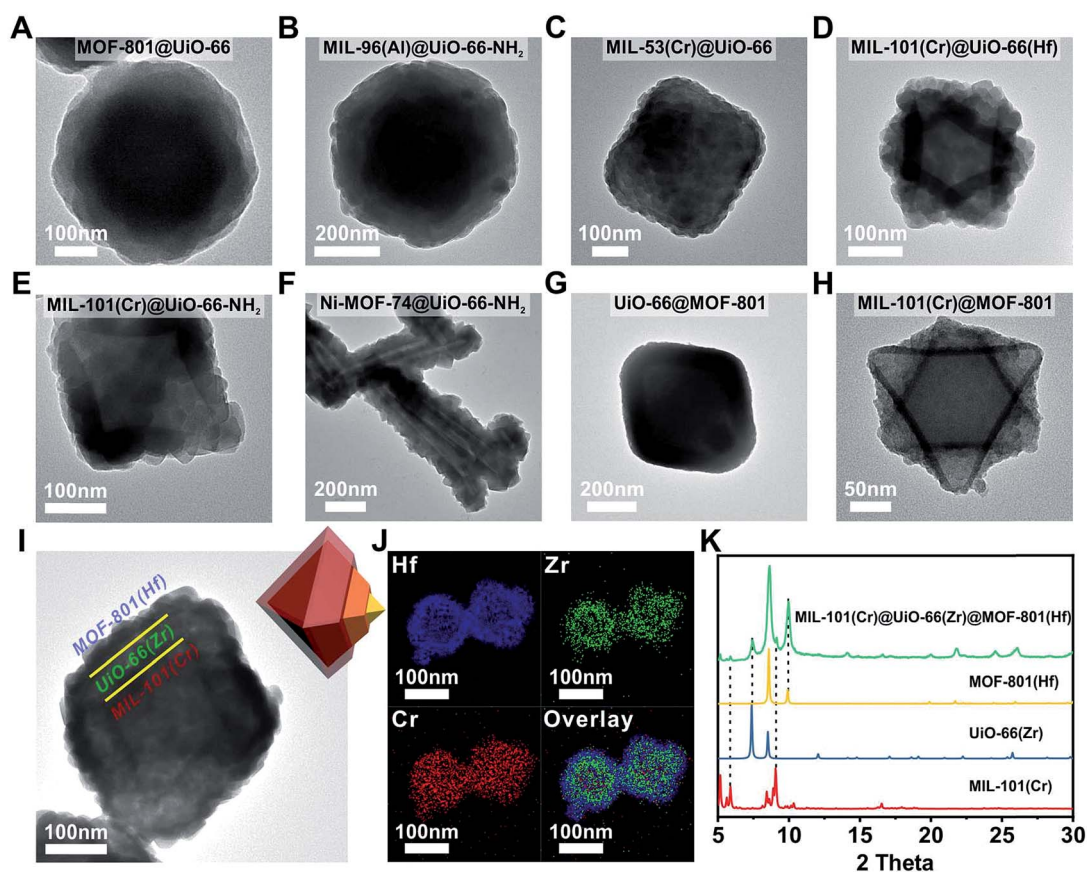 A
MOF-801@UiO-66
100nm
B
MIL-96(Al)@UiO-66-NH₂
200nm
C
MIL-53(Cr)@UiO-66
100nm
D
MIL-101(Cr)@UiO-66(Hf)
100nm
E
MIL-101(Cr)@UiO-66-NH₂
100nm
F
Ni-MOF-74@UiO-66-NH₂
200nm
G
UiO-66@MOF-801
200nm
H
MIL-101(Cr)@MOF-801
50nm
I
MOF-801(Hf)
UiO-66(Zr)
MIL-101(Cr)
100nm
J
Hf
100nm
Zr
100nm
Cr
100nm
Overlay
100nm
K
MIL-101(Cr)@UiO-66(Zr)@MOF-801(Hf)
MOF-801(Hf)
UiO-66(Zr)
MIL-101(Cr)
5 10 15 20 25 30
2 Theta